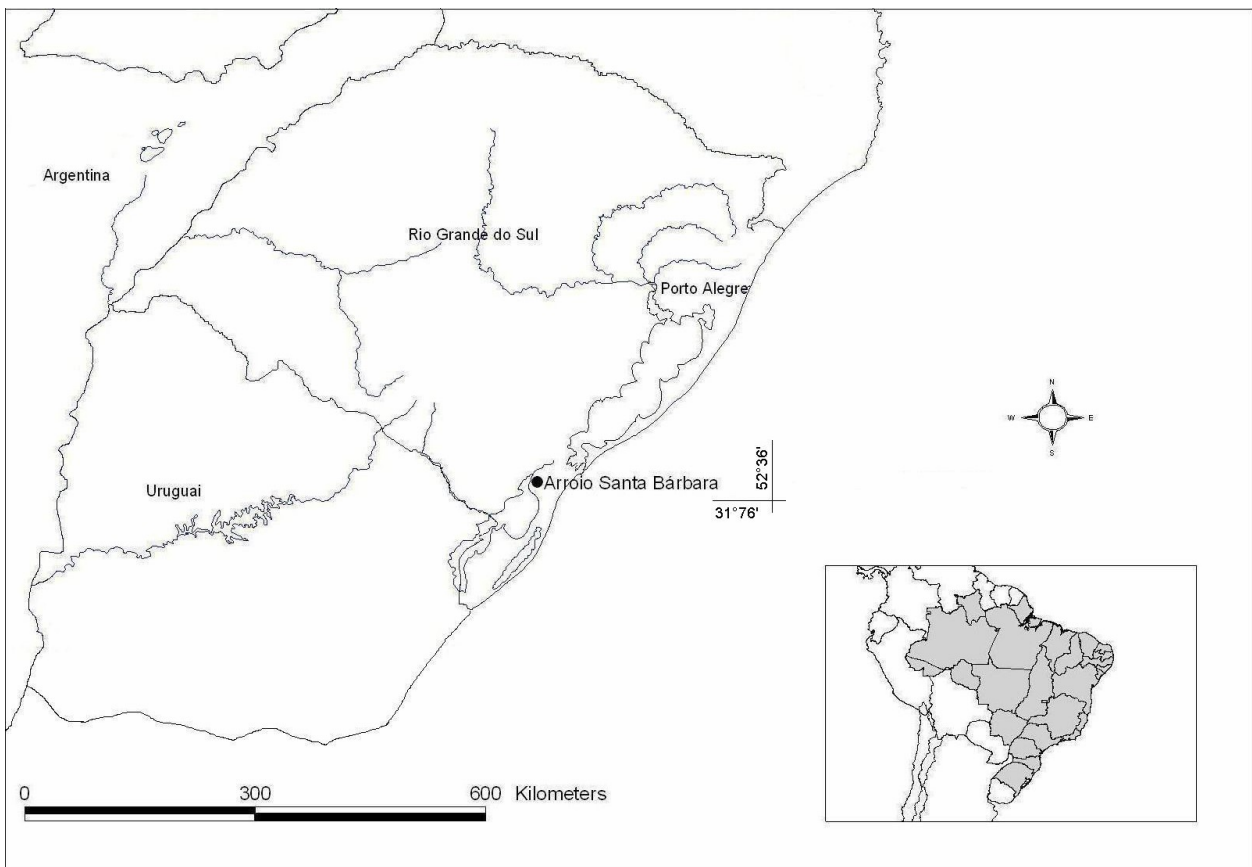 Argentina
Rio Grande do Sul
Porto Alegre
N
W
E
S
Arroio Santa Bárbara
52°36'
31°76'
Uruguai
0
300
600 Kilometers